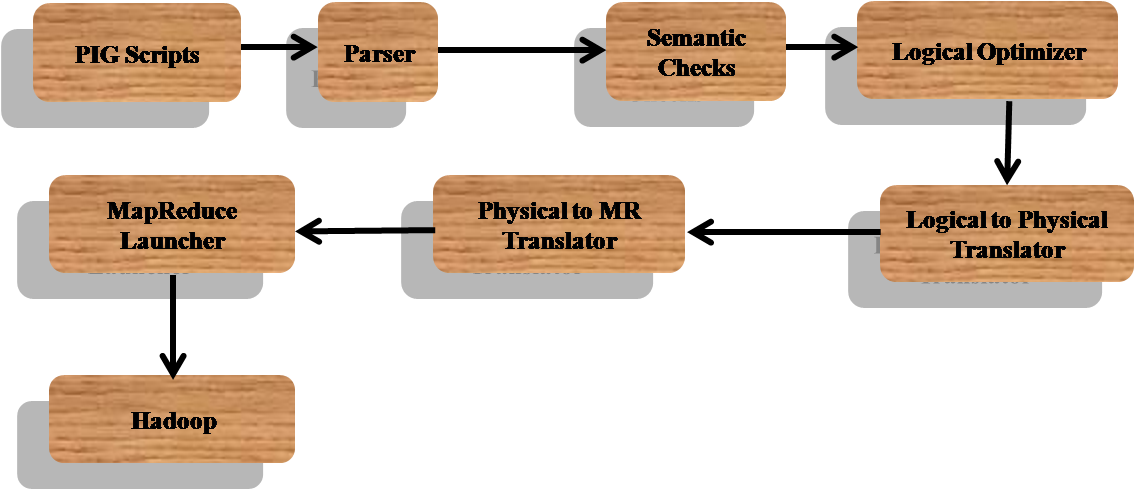 PIG Scripts
Parser
Semantic
Checks
Logical Optimizer
MapReduce
Launcher
Physical to MR
Translator
Logical to Physical
Translator
Hadoop